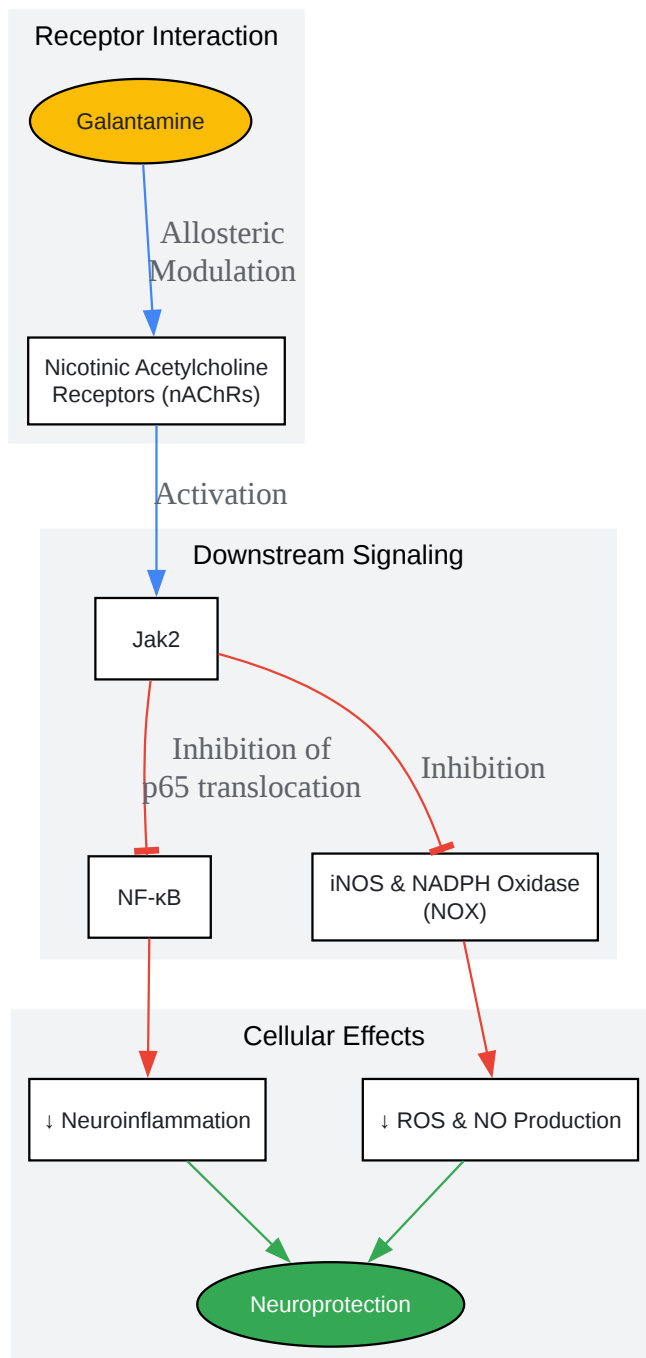 Receptor Interaction
Galantamine
Allosteric
Modulation
Nicotinic Acetylcholine
Receptors (nAChRs)
Activation
Downstream Signaling
Jak2
Inhibition of
p65 translocation
Inhibition
NF-κB
iNOS & NADPH Oxidase
(NOX)
Cellular Effects
↓ Neuroinflammation
↓ ROS & NO Production
Neuroprotection